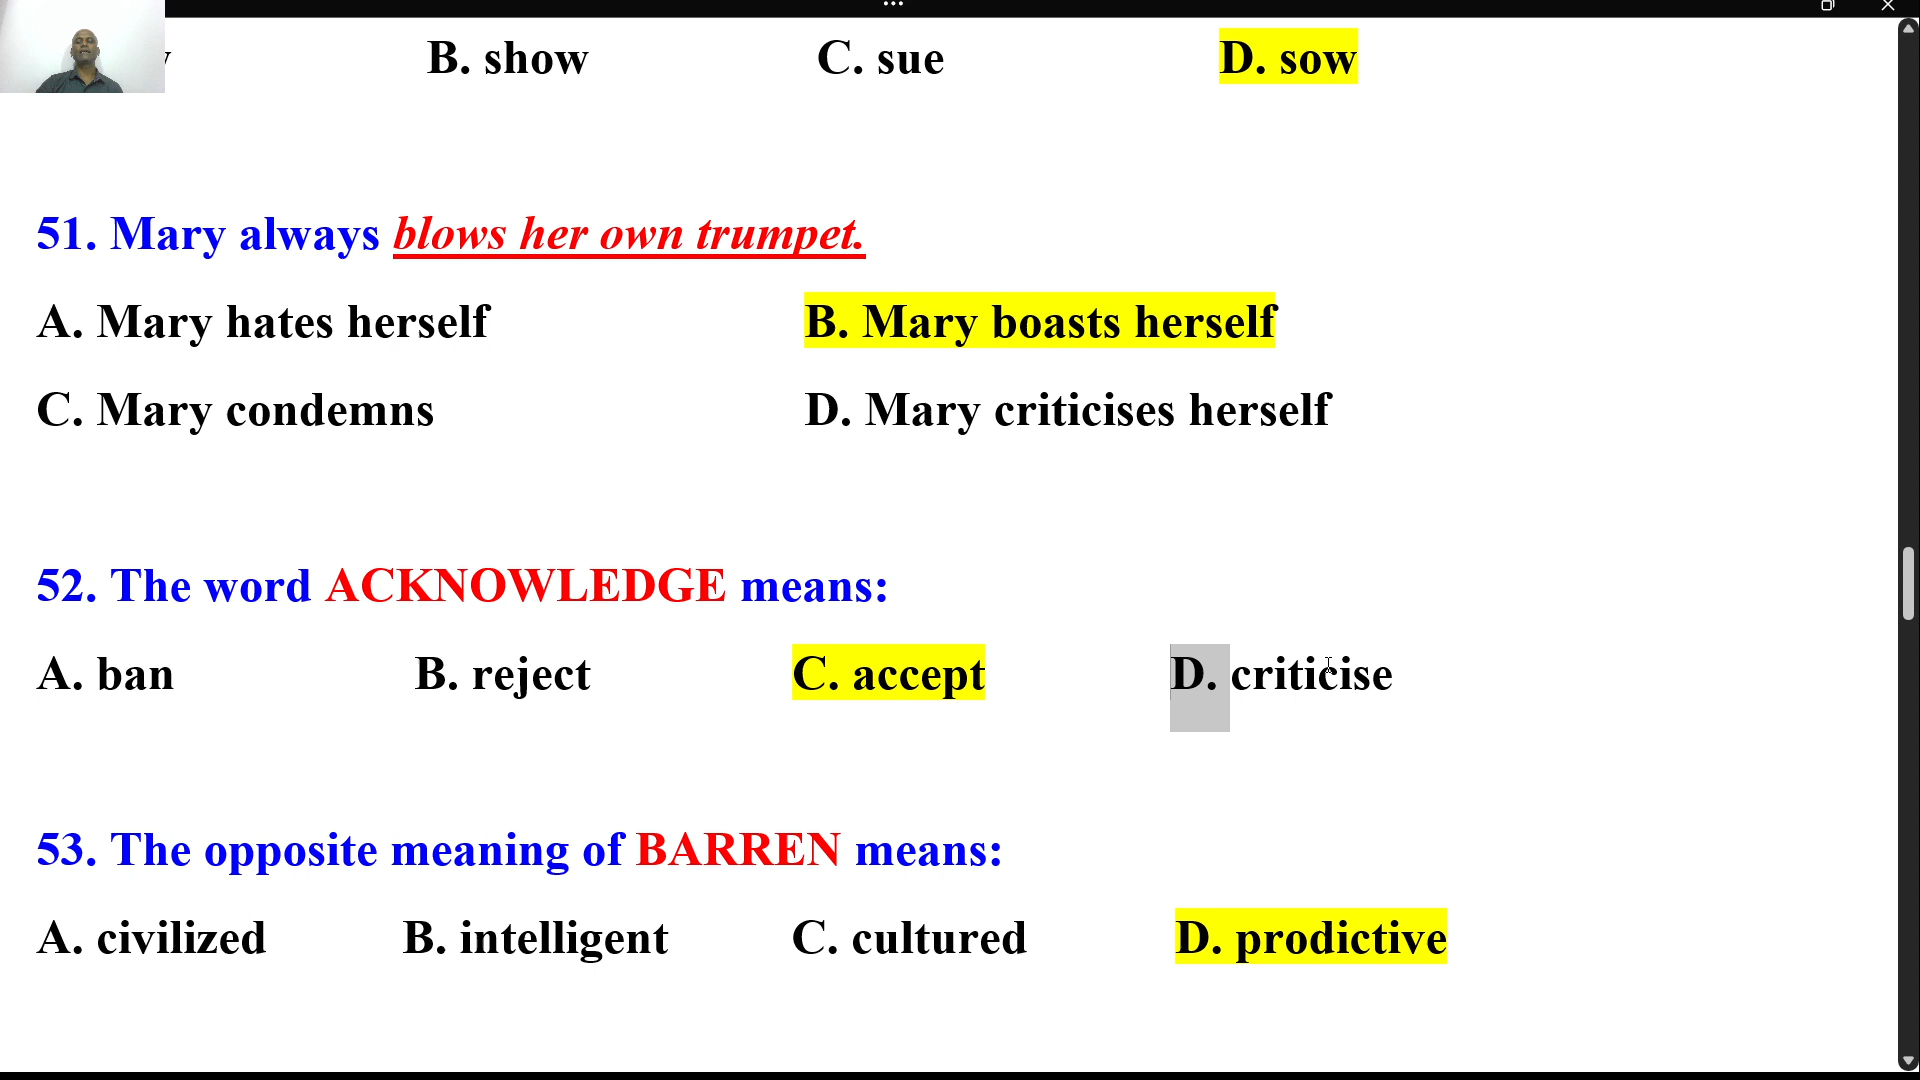 B. show C. sue D. sow
51. Mary always blows her own trumpet.
A. Mary hates herself B. Mary boasts herself
C. Mary condemns D. Mary criticises herself
52. The word ACKNOWLEDGE means:
A. ban B. reject C. accept D. criticise
53. The opposite meaning of BARREN means:
A. civilized B. intelligent C. cultured D. prodictive